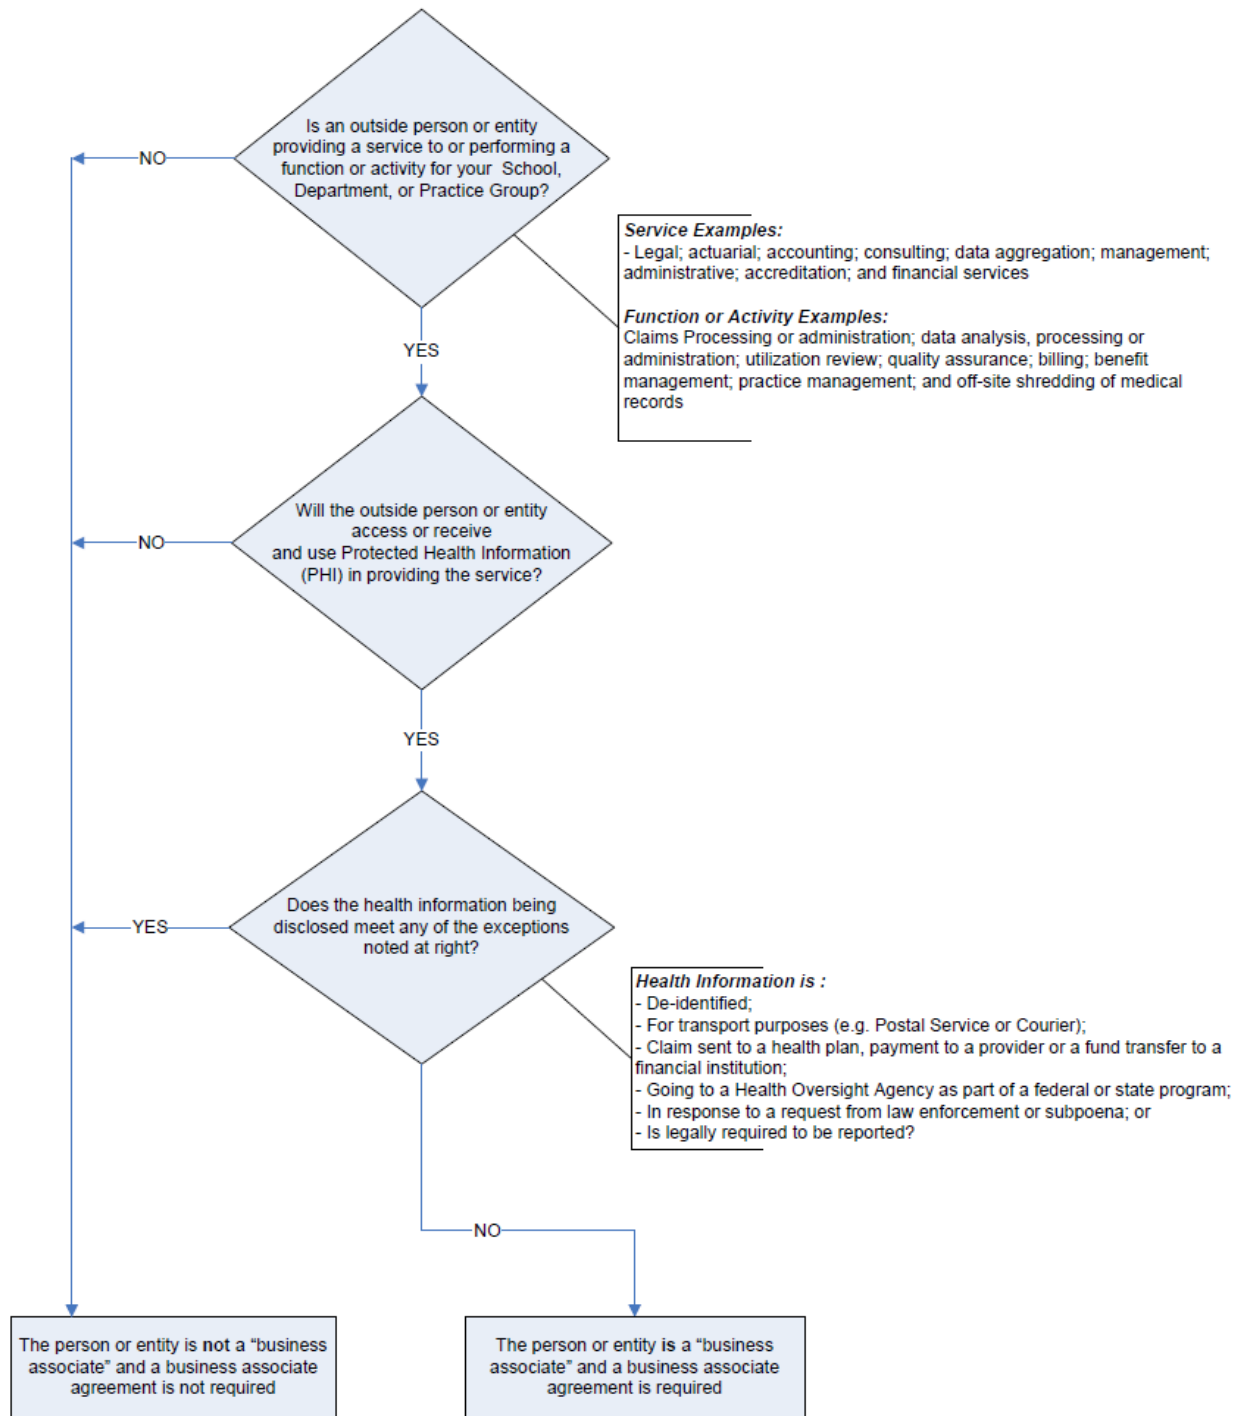 Is an outside person or entity
providing a service to or performing a
function or activity for your School,
Department, or Practice Group?
NO
Service Examples:
- Legal; actuarial; accounting; consulting; data aggregation; management;
administrative; accreditation; and financial services
Function or Activity Examples:
Claims Processing or administration; data analysis, processing or
administration; utilization review; quality assurance; billing; benefit
management; practice management; and off-site shredding of medical
records
YES
Will the outside person or entity
access or receive
and use Protected Health Information
(PHI) in providing the service?
NO
YES
Does the health information being
disclosed meet any of the exceptions
noted at right?
YES
Health Information is :
- De-identified;
- For transport purposes (e.g. Postal Service or Courier);
- Claim sent to a health plan, payment to a provider or a fund transfer to a
financial institution;
- Going to a Health Oversight Agency as part of a federal or state program;
- In response to a request from law enforcement or subpoena; or
- Is legally required to be reported?
NO
The person or entity is not a “business
associate” and a business associate
agreement is not required
The person or entity is a “business
associate” and a business associate
agreement is required